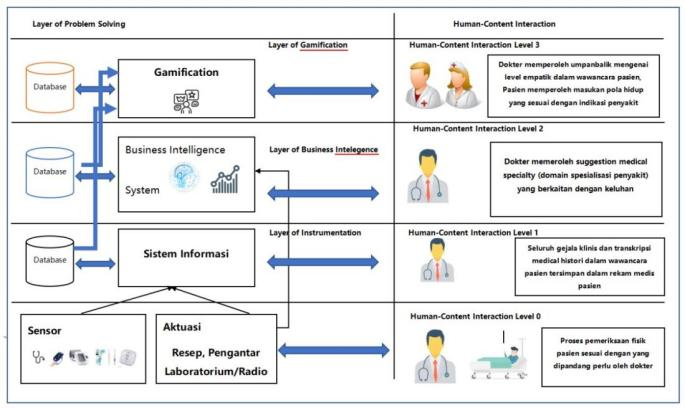 Layer of Problem Solving
Human-Content Interaction
Layer of Gamification
Human-Content Interaction Level 3
Database
Gamification
Dokter memperoleh umpanbalik mengenai
level empatik dalam wawancara pasien,
Pasien memperoleh masukan pola hidup
yang sesuai dengan indikasi penyakit
Human-Content Interaction Level 2
Database
Business Intelligence
System
Layer of Business Intelegence
Dokter memeroleh suggestion medical
specialty (domain spesialisasi penyakit)
yang berkaitan dengan keluhan
Layer of Instrumentation
Human-Content Interaction Level 1
Database
Sistem Informasi
Seluruh gejala klinis dan transkripsi
medical histori dalam wawancara
pasien tersimpan dalam rekam medis
pasien
Human-Content Interaction Level 0
Sensor
Aktuasi
Resep, Pengantar
Laboratorium/Radio
Proses pemeriksaan fisik
pasien sesuai dengan yang
dipandang perlu oleh dokter